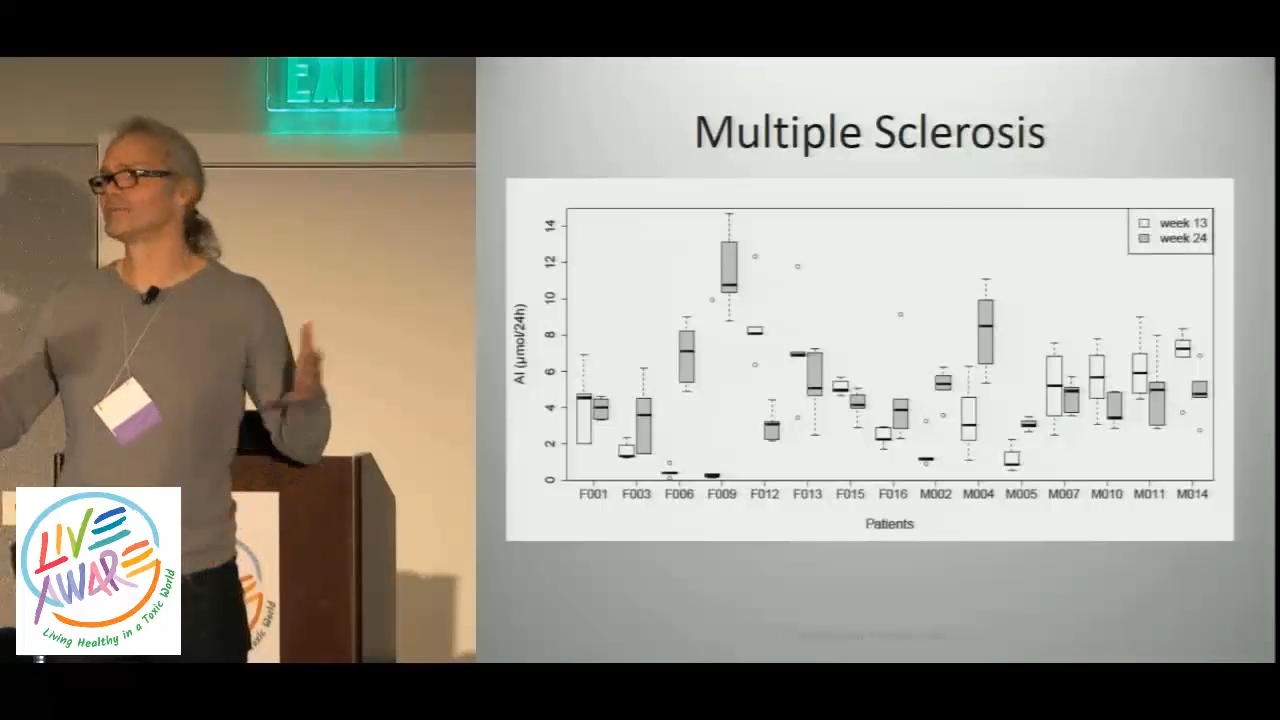 EXIT
Multiple Sclerosis
week 13
week 24
14
12
10
8
6
4
2
0
Al (µmol/24h)
F001 F003 F006 F009 F012 F013 F015 F016 M002 M004 M005 M007 M010 M011 M014
Patients
LIVE
AWARE
Living Healthy in a Toxic World
Toxic World